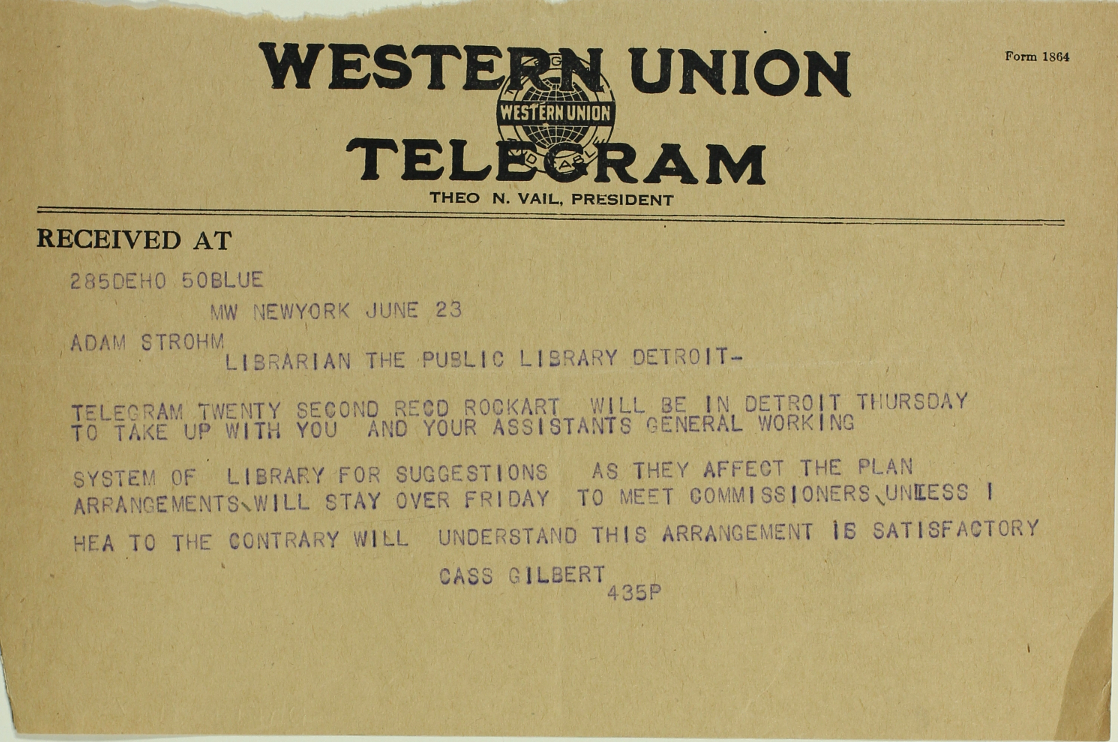 Form 1864
WESTERN UNION
WESTERN UNION
TELEGRAM
THEO N. VAIL, PRESIDENT
RECEIVED AT
285DEHO 50BLUE
MW NEWYORK JUNE 23
ADAM STROHM
LIBRARIAN THE PUBLIC LIBRARY DETROIT-
TELEGRAM TWENTY SECOND RECD ROCKART WILL BE IN DETROIT THURSDAY
TO TAKE UP WITH YOU AND YOUR ASSISTANTS GENERAL WORKING
SYSTEM OF LIBRARY FOR SUGGESTIONS AS THEY AFFECT THE PLAN
ARRANGEMENTS WILL STAY OVER FRIDAY TO MEET COMMISSIONERS UNLESS I
HEA TO THE CONTRARY WILL UNDERSTAND THIS ARRANGEMENT IS SATISFACTORY
CASS GILBERT
435P